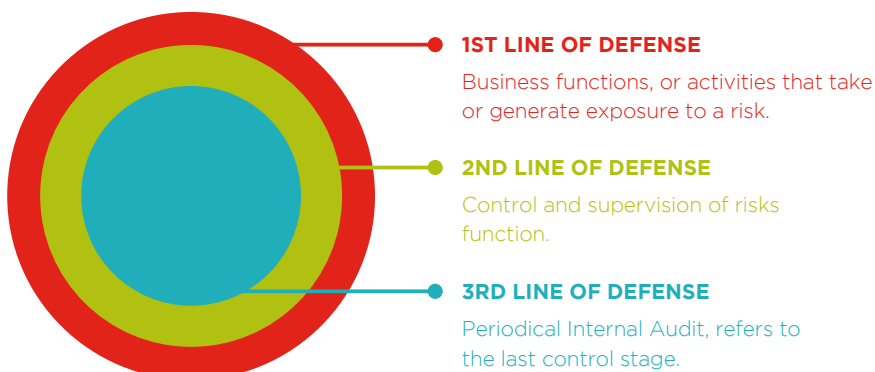 1ST LINE OF DEFENSE
Business functions, or activities that take
or generate exposure to a risk.
2ND LINE OF DEFENSE
Control and supervision of risks
function.
3RD LINE OF DEFENSE
Periodical Internal Audit, refers to
the last control stage.